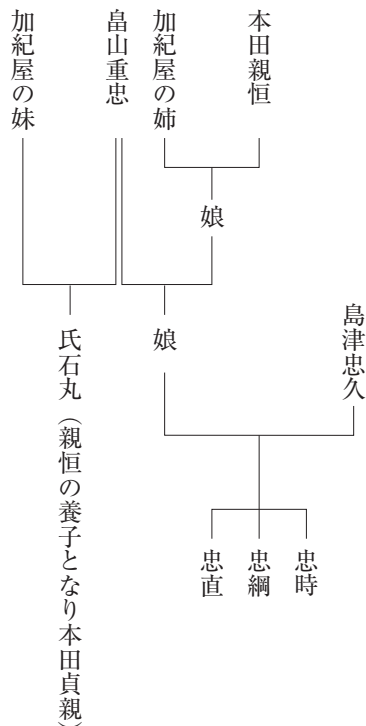 本田親恒
加紀屋の姉
畠山重忠
加紀屋の妹
娘
島津忠久
娘
氏石丸（親恒の養子となり本田貞親）
忠時
忠綱
忠直